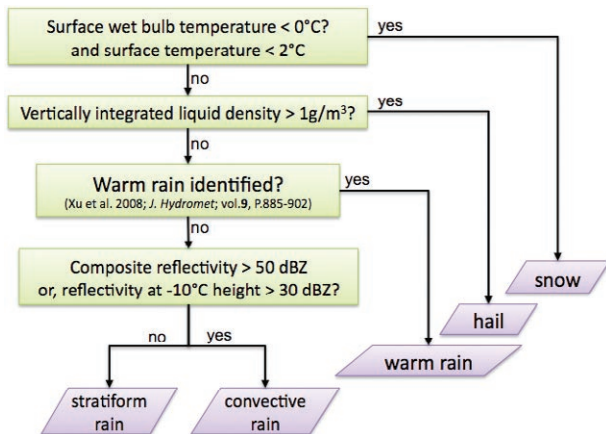 Surface wet bulb temperature < 0°C?
and surface temperature < 2°C
yes
no
Vertically integrated liquid density > 1g/m³?
yes
no
Warm rain identified?
(Xu et al. 2008; J. Hydromet; vol.9, P.885-902)
yes
no
Composite reflectivity > 50 dBZ
or, reflectivity at -10°C height > 30 dBZ?
snow
hail
no
yes
warm rain
stratiform
rain
convective
rain